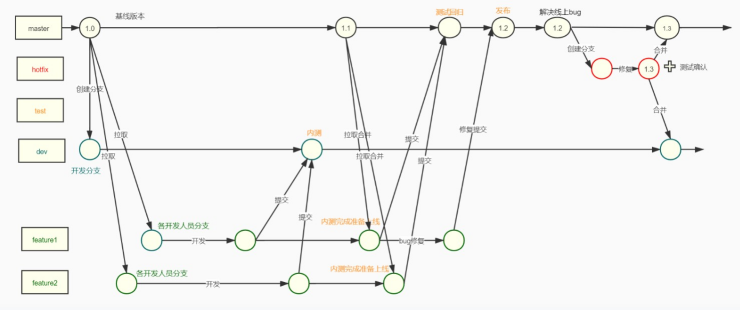 基线版本
测试回归
发布
解决线上bug
master
1.0
1.1
1.2
1.2
1.3
创建分支
合并
hotfix
修复
1.3
测试确认
创建分支
test
拉取
合并
内测
拉取合并
提交
修复提交
dev
拉取
拉取合并
提交
开发分支
提交
提交
各开发人员分支
内测完成准备上线
feature1
开发
bug修复
各开发人员分支
内测完成准备上线
feature2
开发